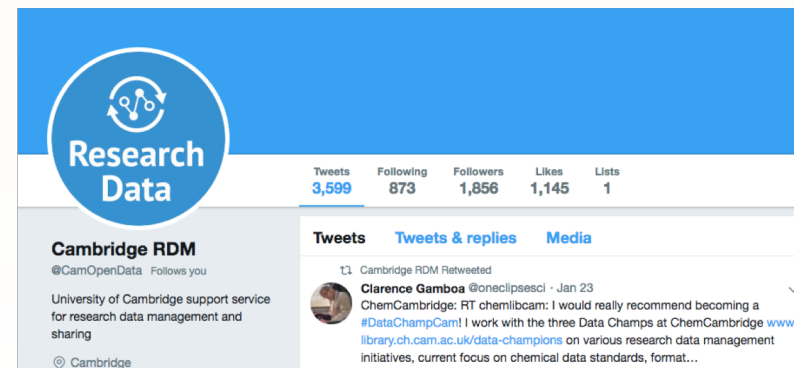 Research
Data
Tweets Following Followers Likes Lists
3,599 873 1,856 1,145 1
Cambridge RDM
@CamOpenData Follows you
University of Cambridge support service
for research data management and
sharing
Cambridge
Tweets Tweets & replies Media
Cambridge RDM Retweeted
Clarence Gamboa @oneclipsesci · Jan 23
ChemCambridge: RT chemlibcam: I would really recommend becoming a
#DataChampCam! I work with the three Data Champs at ChemCambridge www
library.ch.cam.ac.uk/data-champions on various research data management
initiatives, current focus on chemical data standards, format…